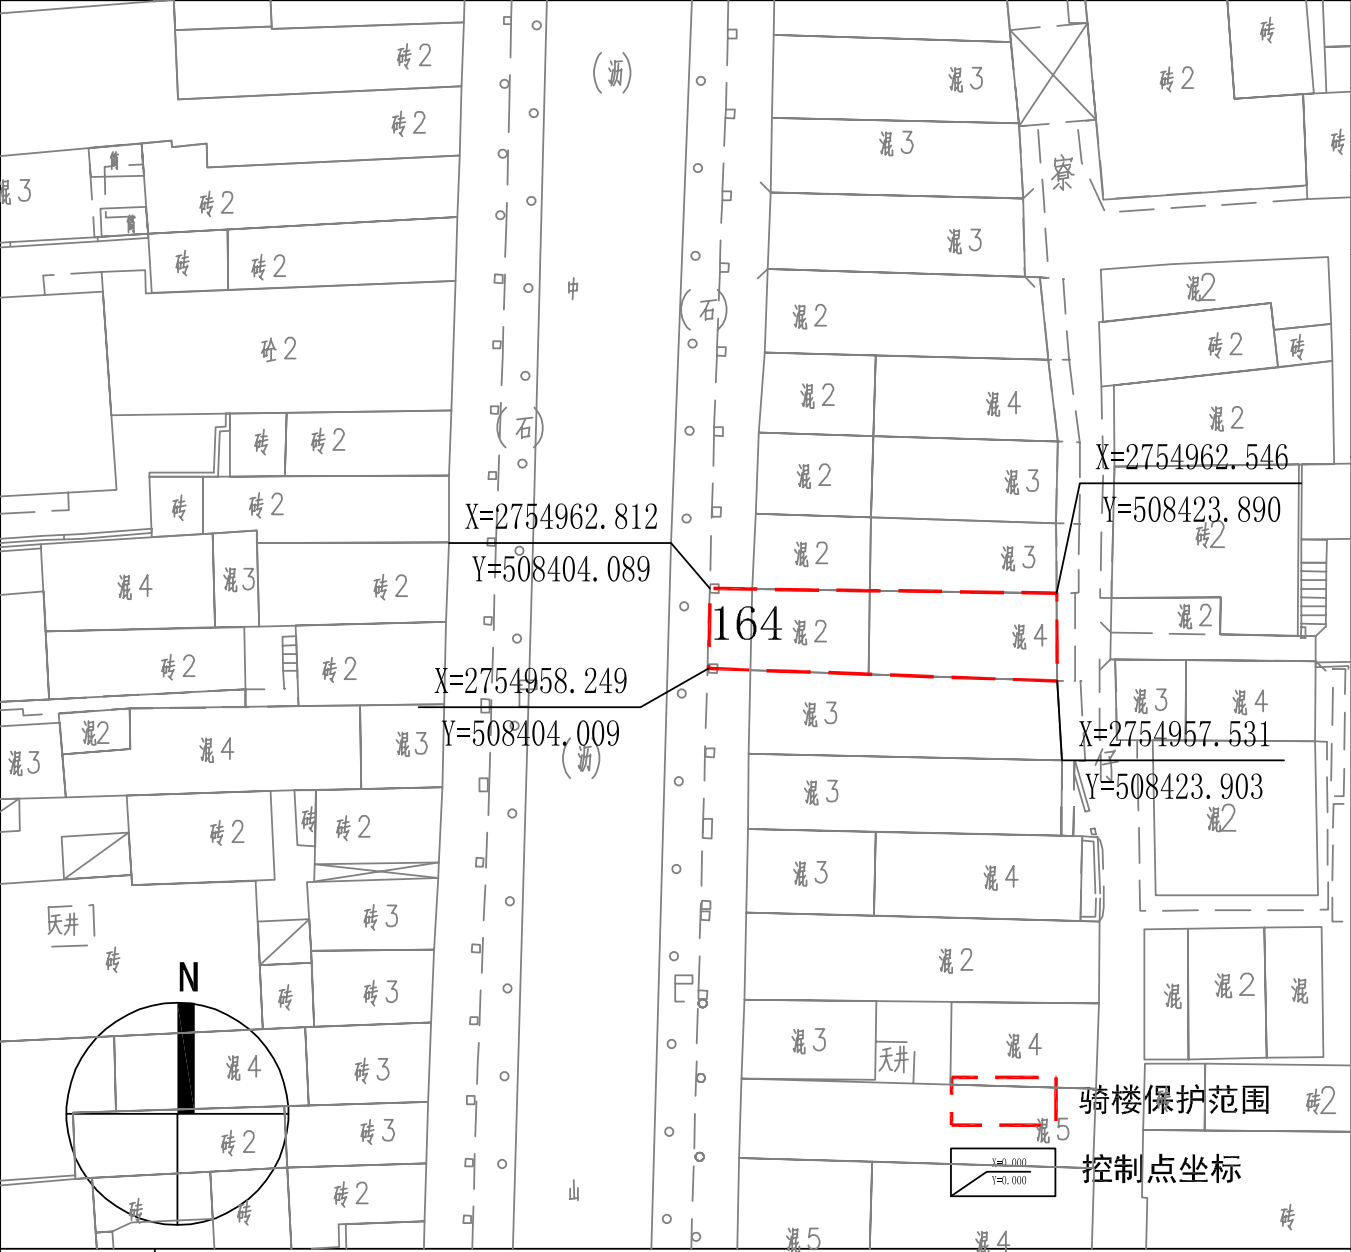 砖2
(沥)
混3
砖2
砖
砖2
混3
砖
混3
砖2
寮
砖
砖2
混3
中
混2
(石)
混2
砼2
砖2
砖
混2
混4
(石)
混2
砖
砖2
X=2754962.546
Y=508423.890
混2
混3
砖
砖2
X=2754962.812
Y=508404.089
砖2
混2
混3
混4
混3
砖2
164
混2
混4
混2
砖2
砖2
X=2754958.249
Y=508404.009
混3
混3
混4
混2
混4
混3
X=2754957.531
Y=508423.903
仔
(沥)
混3
混3
混2
砖2
砖
砖2
混3
混4
天井
砖
砖3
混2
N
砖
砖3
混
混2
混
混4
砖3
混3
天井
混4
骑楼保护范围
砖2
砖2
砖3
混5
X=0.000
Y=0.000
控制点坐标
砖
砖
砖2
山
混5
混4
砖